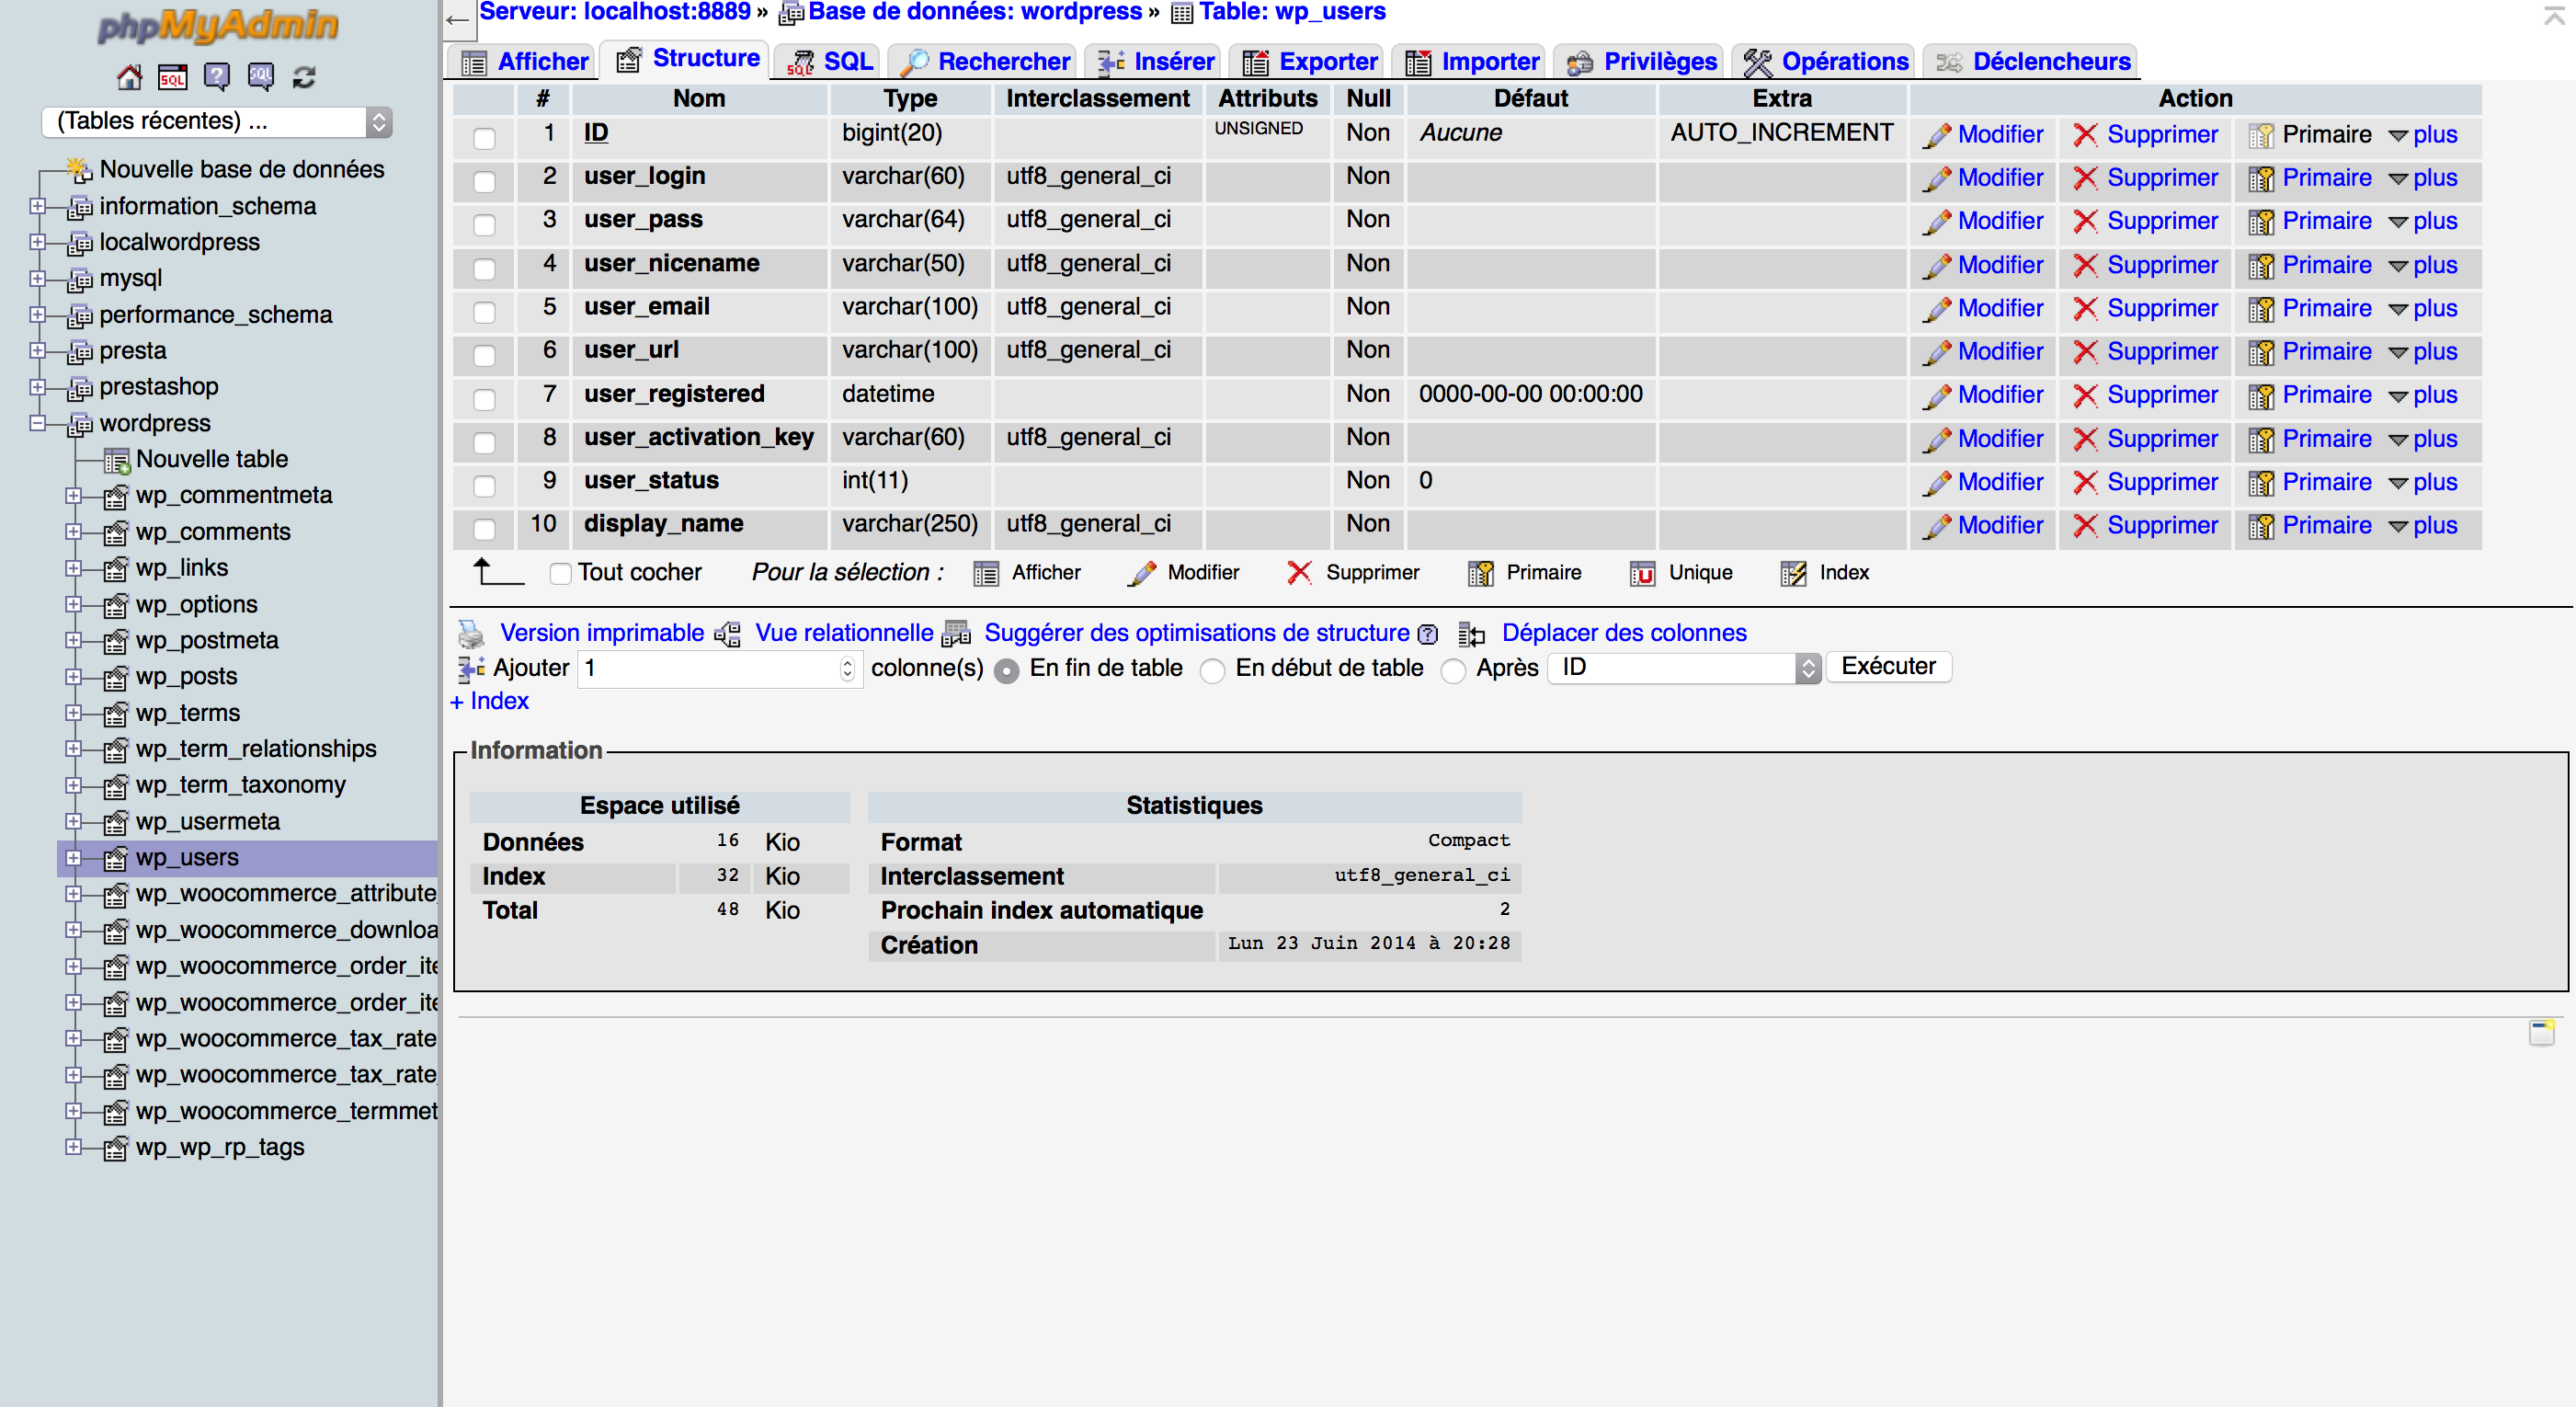 phpMyAdmin
(Tables récentes) ...
Nouvelle base de données
information_schema
localwordpress
mysql
performance_schema
presta
prestashop
wordpress
Nouvelle table
wp_commentmeta
wp_comments
wp_links
wp_options
wp_postmeta
wp_posts
wp_terms
wp_term_relationships
wp_term_taxonomy
wp_usermeta
wp_users
wp_woocommerce_attribute_
wp_woocommerce_downloa
wp_woocommerce_order_ite
wp_woocommerce_order_ite
wp_woocommerce_tax_rate
wp_woocommerce_tax_rate_
wp_woocommerce_termmet
wp_wp_rp_tags
← Serveur: localhost:8889 » Base de données: wordpress » Table: wp_users
Afficher Structure SQL Rechercher Insérer Exporter Importer Privilèges Opérations Déclencheurs
# Nom Type Interclassement Attributs Null Défaut Extra Action
1 ID bigint(20) UNSIGNED Non Aucune AUTO_INCREMENT Modifier Supprimer Primaire plus
2 user_login varchar(60) utf8_general_ci Non Modifier Supprimer Primaire plus
3 user_pass varchar(64) utf8_general_ci Non Modifier Supprimer Primaire plus
4 user_nicename varchar(50) utf8_general_ci Non Modifier Supprimer Primaire plus
5 user_email varchar(100) utf8_general_ci Non Modifier Supprimer Primaire plus
6 user_url varchar(100) utf8_general_ci Non Modifier Supprimer Primaire plus
7 user_registered datetime Non 0000-00-00 00:00:00 Modifier Supprimer Primaire plus
8 user_activation_key varchar(60) utf8_general_ci Non Modifier Supprimer Primaire plus
9 user_status int(11) Non 0 Modifier Supprimer Primaire plus
10 display_name varchar(250) utf8_general_ci Non Modifier Supprimer Primaire plus
Tout cocher Pour la sélection : Afficher Modifier Supprimer Primaire Unique Index
Version imprimable Vue relationnelle Suggérer des optimisations de structure Déplacer des colonnes
Ajouter 1 colonne(s) En fin de table En début de table Après ID Exécuter
+ Index
Information
Espace utilisé
Données 16 Kio
Index 32 Kio
Total 48 Kio
Statistiques
Format Compact
Interclassement utf8_general_ci
Prochain index automatique 2
Création Lun 23 Juin 2014 à 20:28